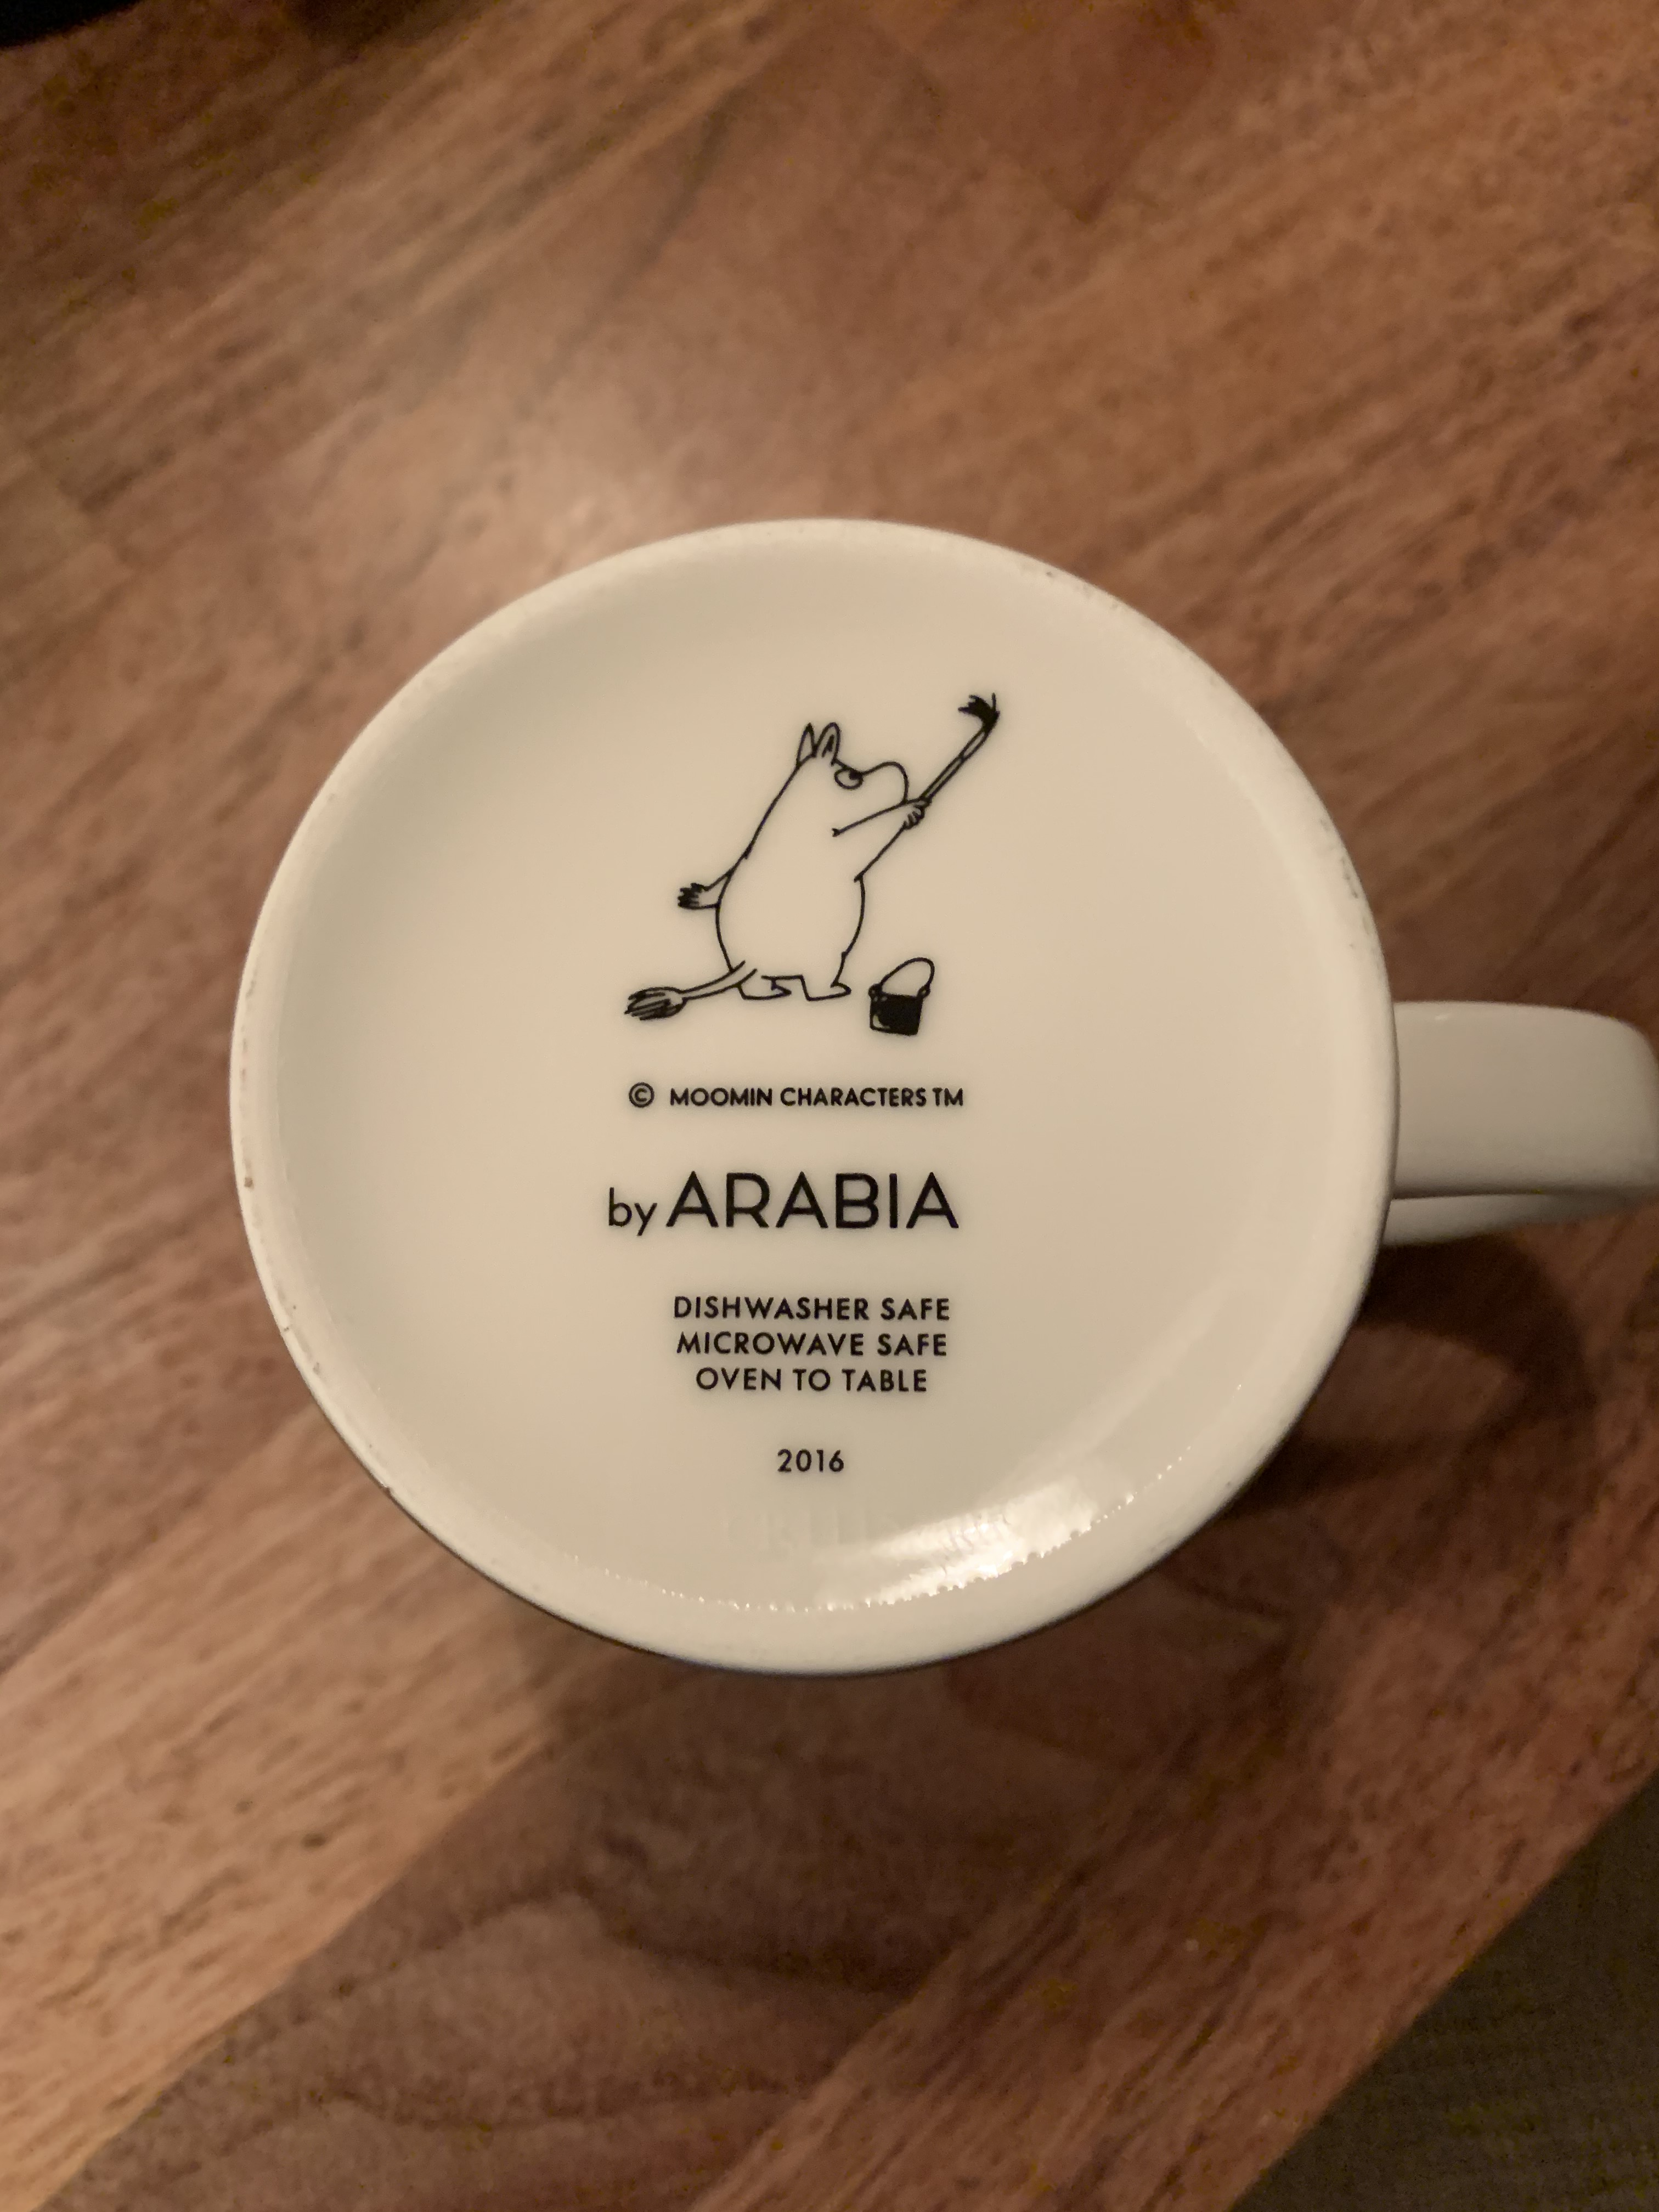 © MOOMIN CHARACTERS TM
by ARABIA
DISHWASHER SAFE
MICROWAVE SAFE
OVEN TO TABLE
2016